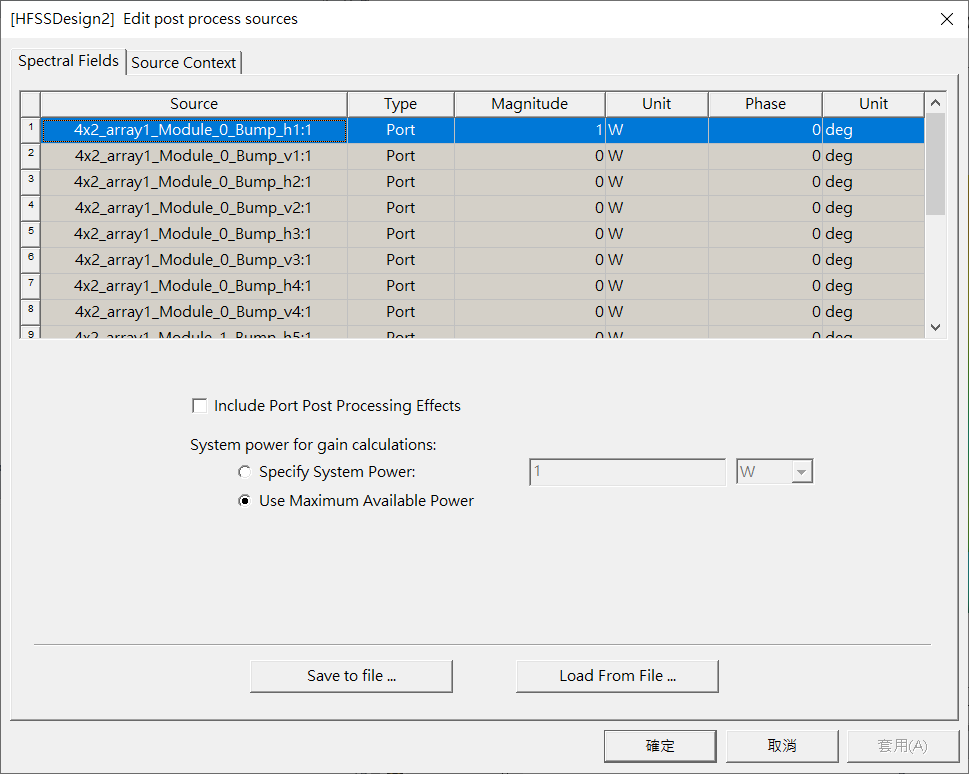 [HFSSDesign2] Edit post process sources
Spectral Fields Source Context
Source Type Magnitude Unit Phase Unit
1 4x2_array1_Module_0_Bump_h1:1 Port 1 W 0 deg
2 4x2_array1_Module_0_Bump_v1:1 Port 0 W 0 deg
3 4x2_array1_Module_0_Bump_h2:1 Port 0 W 0 deg
4 4x2_array1_Module_0_Bump_v2:1 Port 0 W 0 deg
5 4x2_array1_Module_0_Bump_h3:1 Port 0 W 0 deg
6 4x2_array1_Module_0_Bump_v3:1 Port 0 W 0 deg
7 4x2_array1_Module_0_Bump_h4:1 Port 0 W 0 deg
8 4x2_array1_Module_0_Bump_v4:1 Port 0 W 0 deg
9 4x2_array1_Module_1_Bump_h5:1 Port 0 W 0 deg
Include Port Post Processing Effects
System power for gain calculations:
Specify System Power: 1 W
Use Maximum Available Power
Save to file ... Load From File ...
確定 取消 套用(A)